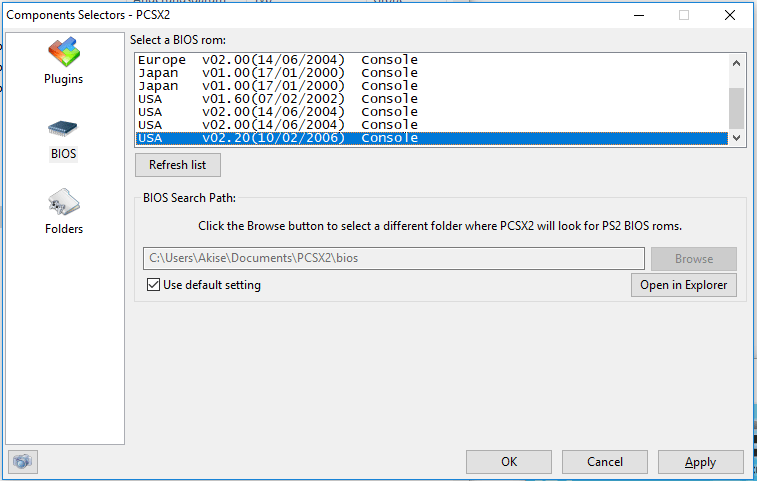 Components Selectors - PCSX2
Plugins
BIOS
Folders
Select a BIOS rom:
Europe v02.00(14/06/2004) Console
Japan v01.00(17/01/2000) Console
Japan v01.00(17/01/2000) Console
USA v01.60(07/02/2002) Console
USA v02.00(14/06/2004) Console
USA v02.00(14/06/2004) Console
USA v02.20(10/02/2006) Console
Refresh list
BIOS Search Path:
Click the Browse button to select a different folder where PCSX2 will look for PS2 BIOS roms.
C:\Users\Akise\Documents\PCSX2\bios
Browse
Use default setting
Open in Explorer
OK
Cancel
Apply